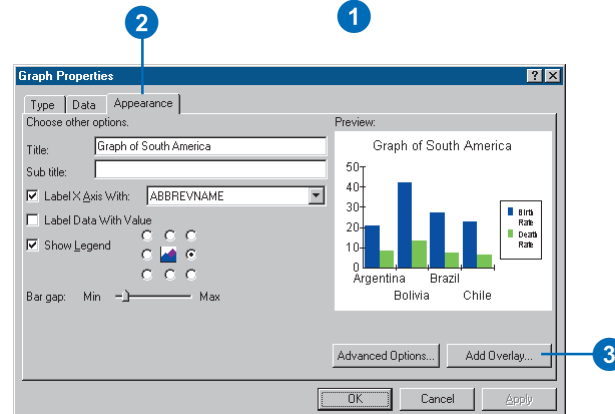 2
1
Graph Properties
? ×
Type Data Appearance
Choose other options.
Title: Graph of South America
Sub title:
Label X Axis With: ABBREVNAME
Label Data With Value
Show Legend
Bar gap: Min Max
Preview:
Graph of South America
50
40
30
20
10
0
Argentina Brazil
Bolivia Chile
Birth
Rate
Death
Rate
Advanced Options... Add Overlay...
3
OK Cancel Apply